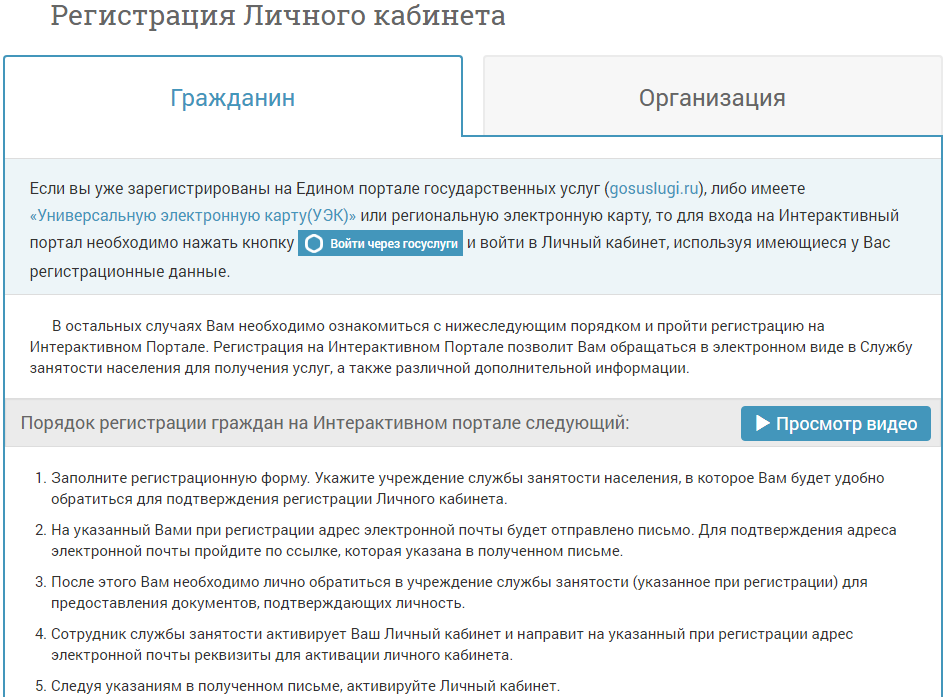 Регистрация Личного кабинета
Гражданин
Организация
Если вы уже зарегистрированы на Едином портале государственных услуг (gosuslugi.ru), либо имеете
«Универсальную электронную карту(УЭК)» или региональную электронную карту, то для входа на Интерактивный
портал необходимо нажать кнопку Войти через госуслуги и войти в Личный кабинет, используя имеющиеся у Вас
регистрационные данные.
В остальных случаях Вам необходимо ознакомиться с нижеследующим порядком и пройти регистрацию на
Интерактивном Портале. Регистрация на Интерактивном Портале позволит Вам обращаться в электронном виде в Службу
занятости населения для получения услуг, а также различной дополнительной информации.
Порядок регистрации граждан на Интерактивном портале следующий:
Просмотр видео
1. Заполните регистрационную форму. Укажите учреждение службы занятости населения, в которое Вам будет удобно
обратиться для подтверждения регистрации Личного кабинета.
2. На указанный Вами при регистрации адрес электронной почты будет отправлено письмо. Для подтверждения адреса
электронной почты пройдите по ссылке, которая указана в полученном письме.
3. После этого Вам необходимо лично обратиться в учреждение службы занятости (указанное при регистрации) для
предоставления документов, подтверждающих личность.
4. Сотрудник службы занятости активирует Ваш Личный кабинет и направит на указанный при регистрации адрес
электронной почты реквизиты для активации личного кабинета.
5. Следуя указаниям в полученном письме, активируйте Личный кабинет.